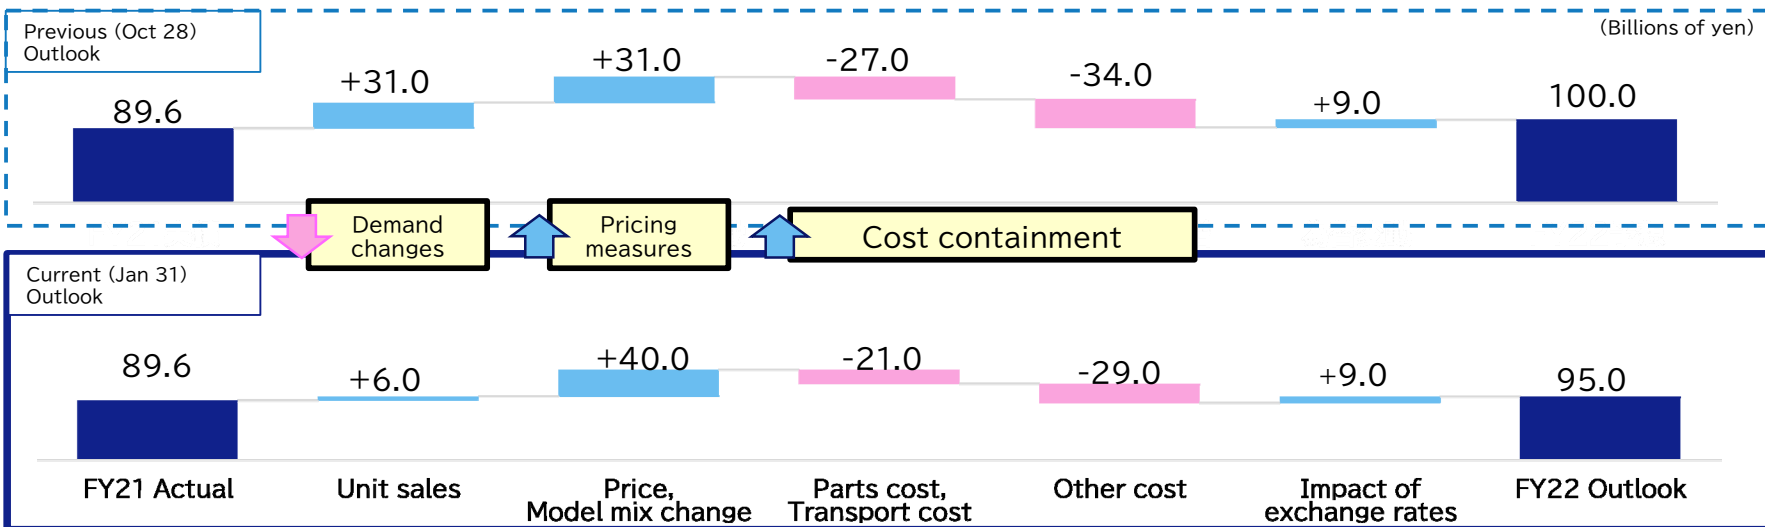 Previous (Oct 28)
Outlook
(Billions of yen)
89.6
+31.0
+31.0
-27.0
-34.0
+9.0
100.0
Demand
changes
Pricing
measures
Cost containment
Current (Jan 31)
Outlook
89.6
+6.0
+40.0
-21.0
-29.0
+9.0
95.0
FY21 Actual
Unit sales
Price,
Model mix change
Parts cost,
Transport cost
Other cost
Impact of
exchange rates
FY22 Outlook